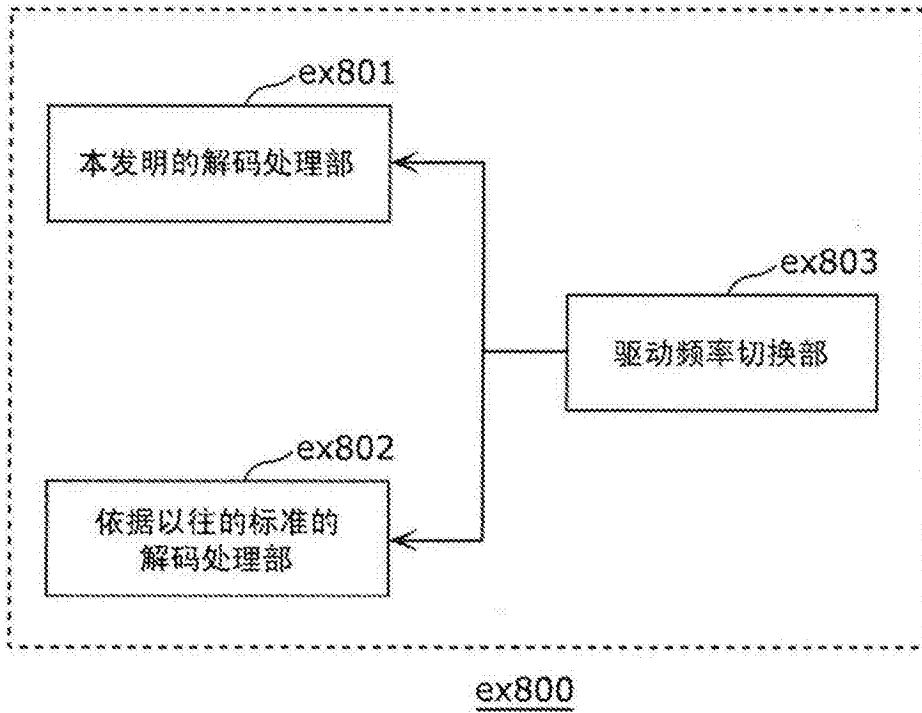 ex801
本发明的解码处理部
ex803
驱动频率切换部
ex802
依据以往的标准的
解码处理部
ex800